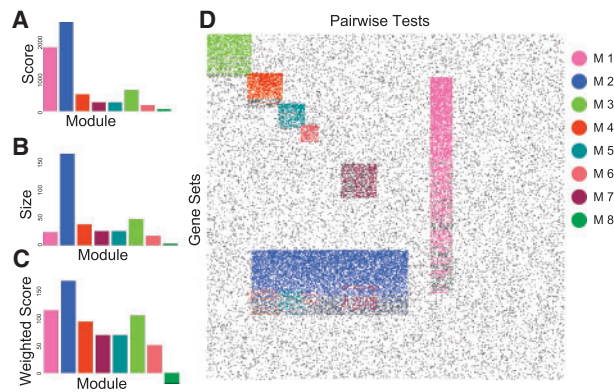 A
Score
0
1000
2000
Module
B
Size
0
50
100
150
Module
C
Weighted Score
0
50
100
150
Module
D
Pairwise Tests
Gene Sets
M 1
M 2
M 3
M 4
M 5
M 6
M 7
M 8